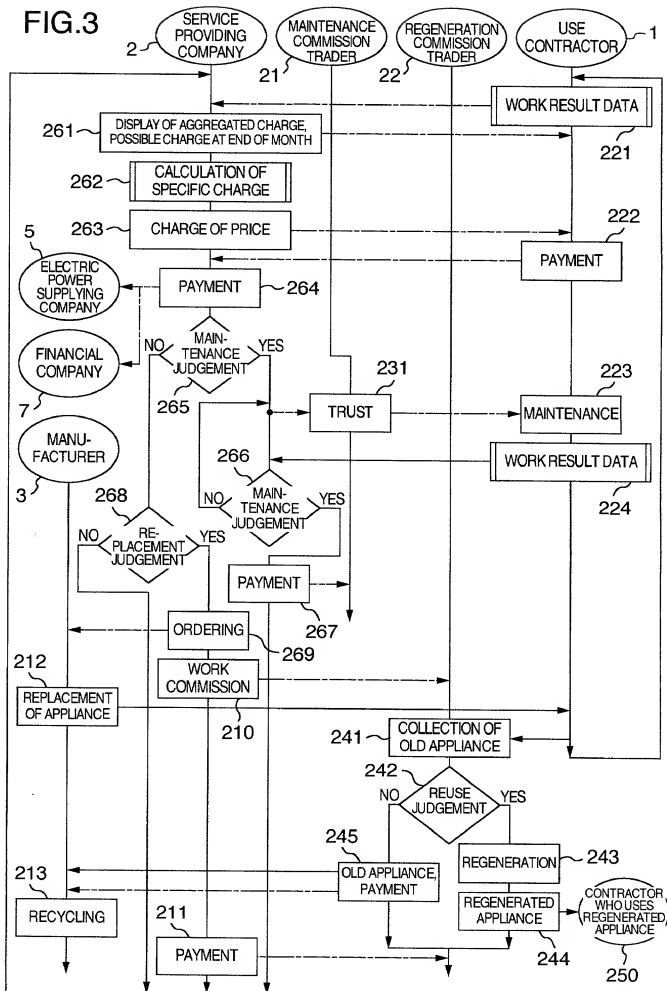 FIG.3
SERVICE
PROVIDING
COMPANY
2
MAINTENANCE
COMMISSION
TRADER
21
REGENERATION
COMMISSION
TRADER
22
USE
CONTRACTOR
1
WORK RESULT DATA
221
261
DISPLAY OF AGGREGATED CHARGE,
POSSIBLE CHARGE AT END OF MONTH
262
CALCULATION OF
SPECIFIC CHARGE
263
CHARGE OF PRICE
222
PAYMENT
5
ELECTRIC
POWER
SUPPLYING
COMPANY
PAYMENT
264
FINANCIAL
COMPANY
7
NO
MAIN-
TENANCE
JUDGEMENT
YES
265
231
TRUST
223
MAINTENANCE
MANU-
FACTURER
3
WORK RESULT DATA
224
266
NO
MAIN-
TENANCE
JUDGEMENT
YES
268
NO
RE-
PLACEMENT
JUDGEMENT
YES
PAYMENT
267
ORDERING
269
212
REPLACEMENT
OF APPLIANCE
WORK
COMMISSION
210
241
COLLECTION OF
OLD APPLIANCE
242
NO
REUSE
JUDGEMENT
YES
245
OLD APPLIANCE,
PAYMENT
REGENERATION
243
213
RECYCLING
REGENERATED
APPLIANCE
244
CONTRACTOR
WHO USES
REGENERATED
APPLIANCE
250
211
PAYMENT